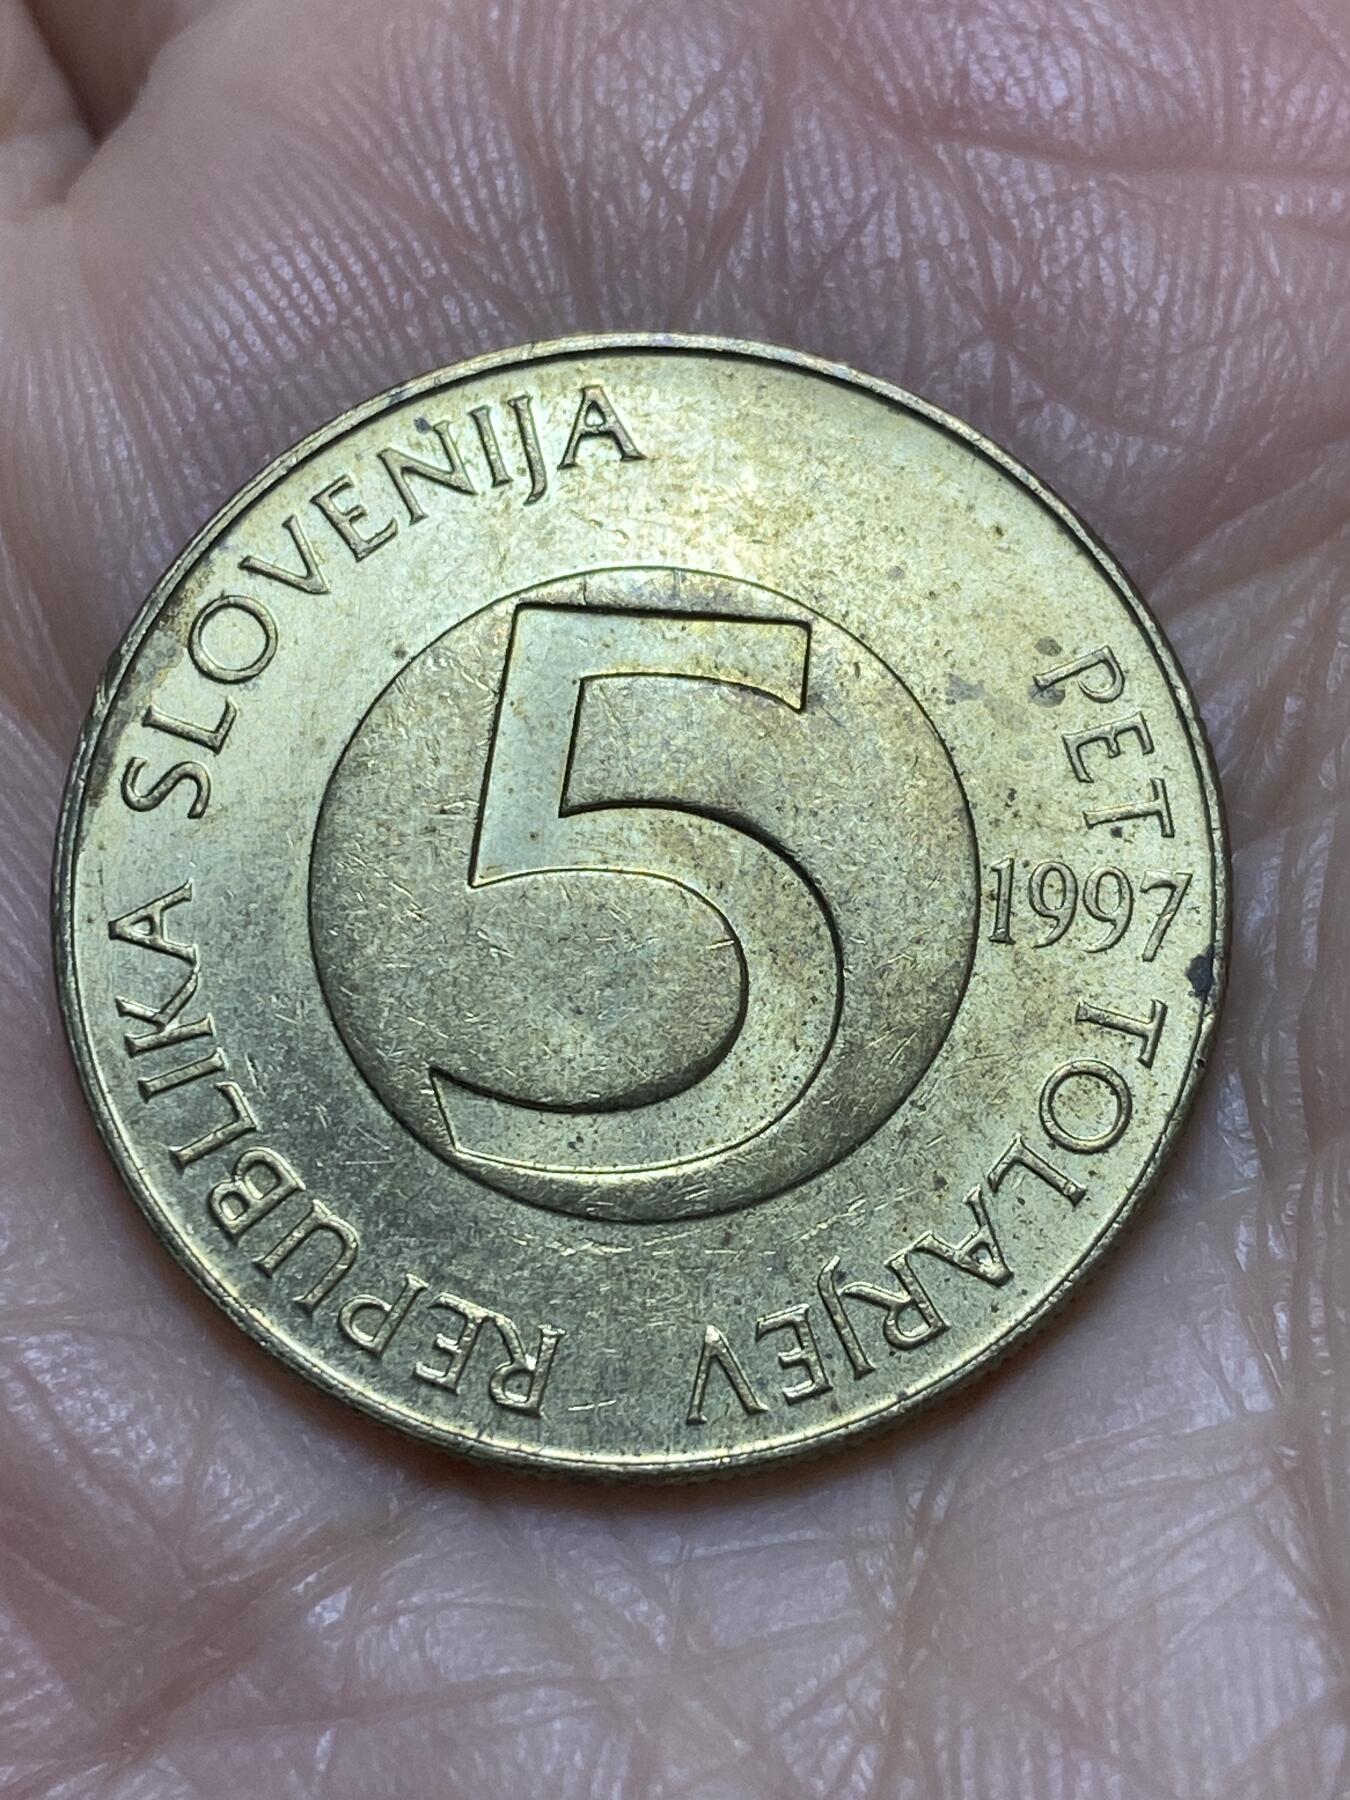 REPUBLIKA SLOVENIJA
5
PET TOLARJEV
1997